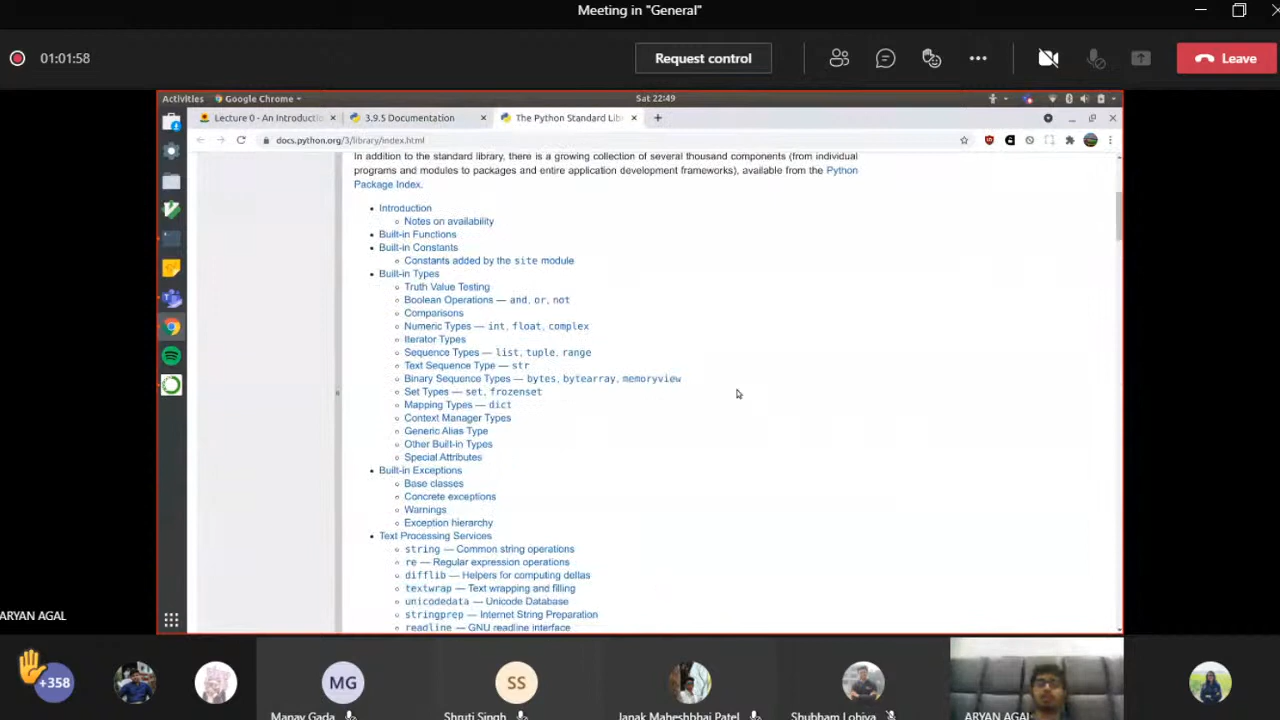 Meeting in "General"
01:01:58
Request control
Leave
Activities
Google Chrome
Sat 22:49
Lecture 0 - An Introductio
3.9.5 Documentation
The Python Standard Lib
docs.python.org/3/library/index.html
In addition to the standard library, there is a growing collection of several thousand components (from individual
programs and modules to packages and entire application development frameworks), available from the Python
Package Index.
Introduction
Notes on availability
Built-in Functions
Built-in Constants
Constants added by the site module
Built-in Types
Truth Value Testing
Boolean Operations — and, or, not
Comparisons
Numeric Types — int, float, complex
Iterator Types
Sequence Types — list, tuple, range
Text Sequence Type — str
Binary Sequence Types — bytes, bytearray, memoryview
Set Types — set, frozenset
Mapping Types — dict
Context Manager Types
Generic Alias Type
Other Built-in Types
Special Attributes
Built-in Exceptions
Base classes
Concrete exceptions
Warnings
Exception hierarchy
Text Processing Services
string — Common string operations
re — Regular expression operations
difflib — Helpers for computing deltas
textwrap — Text wrapping and filling
unicodedata — Unicode Database
stringprep — Internet String Preparation
readline — GNU readline interface
ARYAN AGAL
+358
MG
SS
Manav Gada
Shruti Singh
Janak Maheshbhai Patel
Shubham Lohiya
ARYAN AGAL